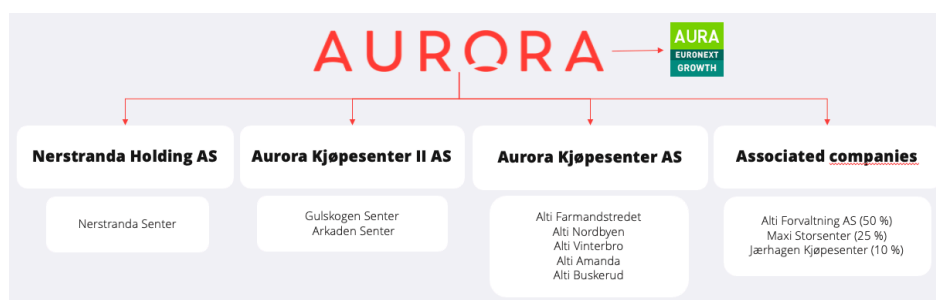 AURORA
AURA
EURONEXT
GROWTH
Nerstranda Holding AS
Aurora Kjøpesenter II AS
Aurora Kjøpesenter AS
Associated companies
Nerstranda Senter
Gulskogen Senter
Arkaden Senter
Alti Farmandstredet
Alti Nordbyen
Alti Vinterbro
Alti Amanda
Alti Buskerud
Alti Forvaltning AS (50 %)
Maxi Storsenter (25 %)
Jærhagen Kjøpesenter (10 %)